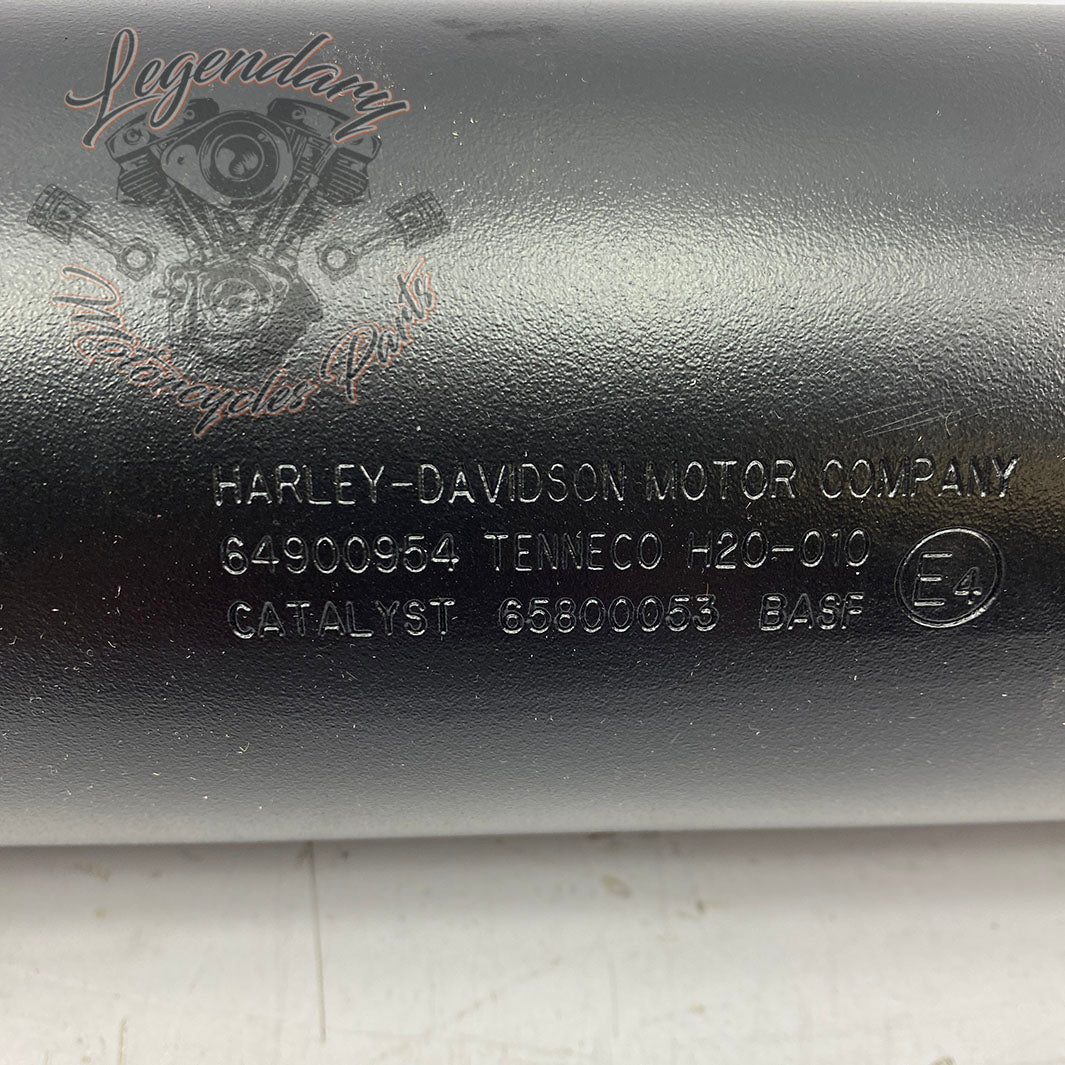 Legendary
Motorcycles Parts
HARLEY-DAVIDSON MOTOR COMPANY
64900954 TENNECO H20-010
CATALYST 65800053 BASF E4